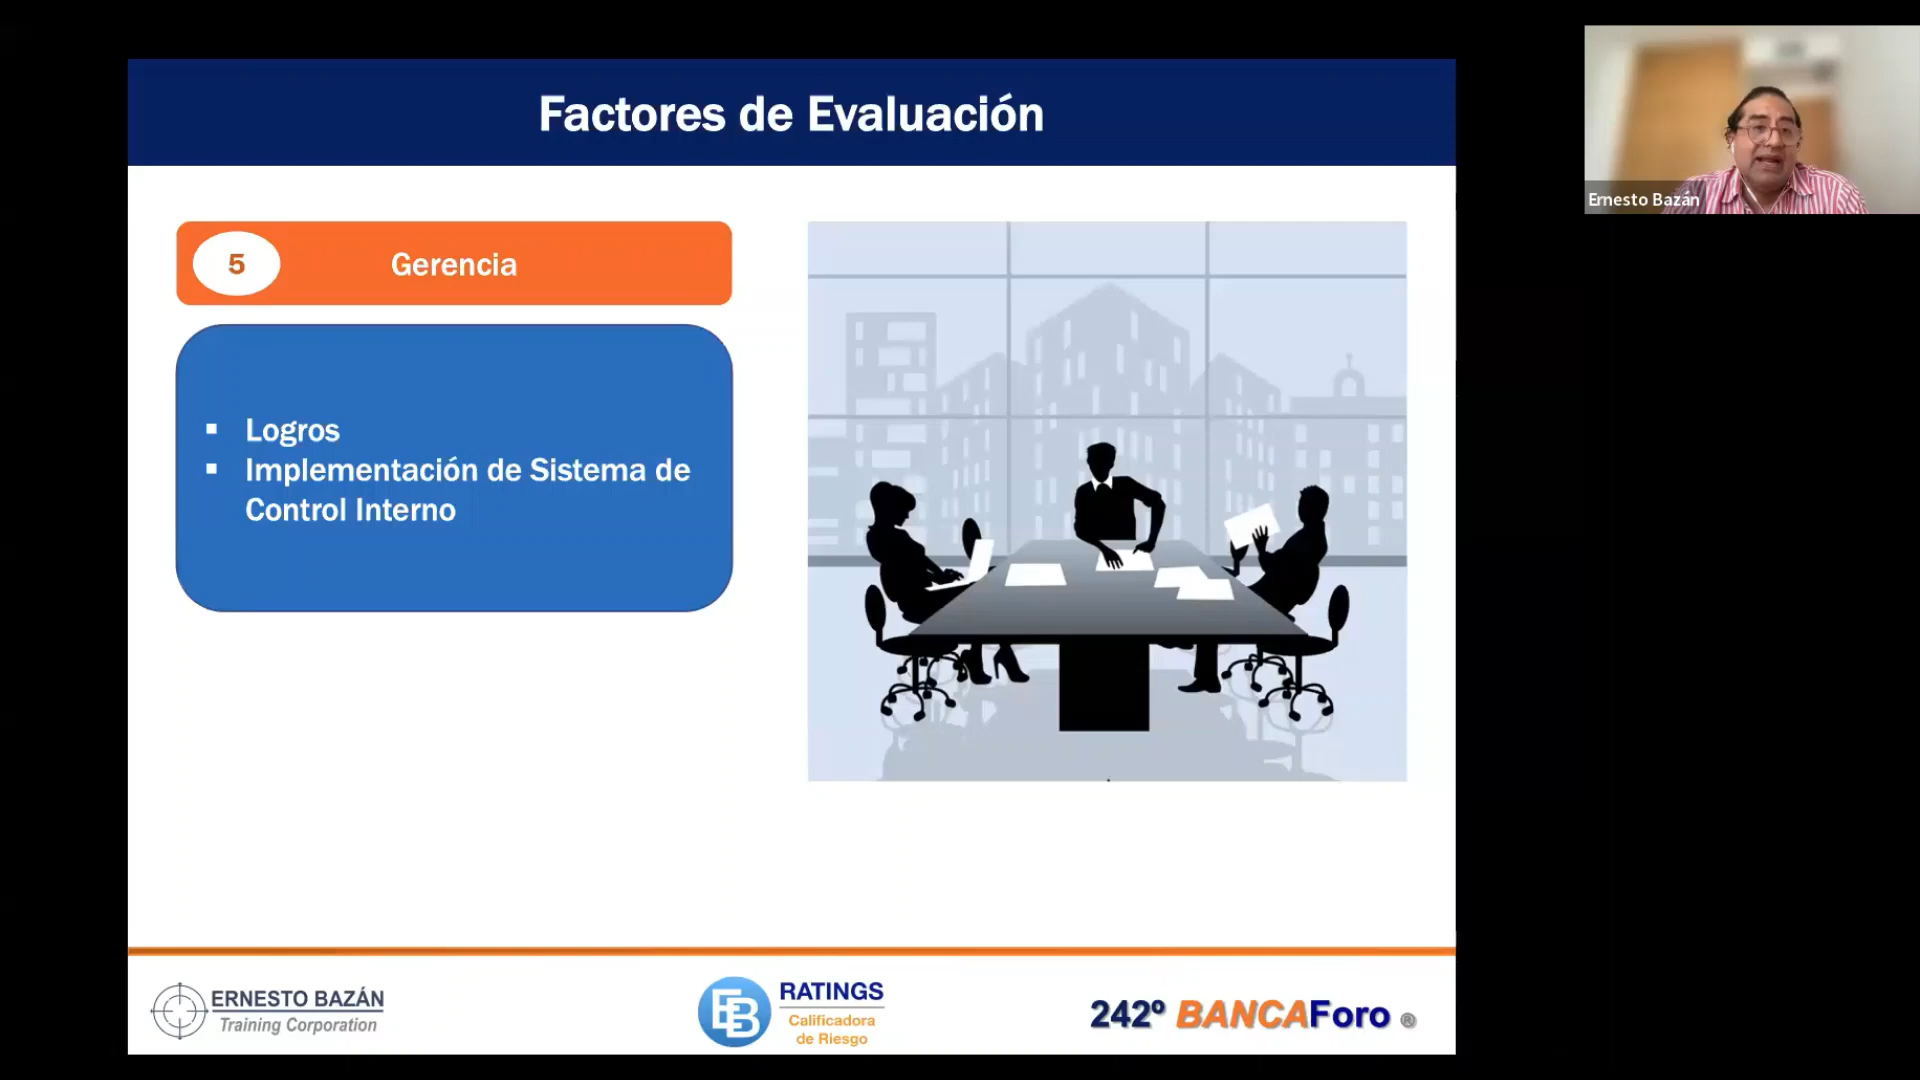 Factores de Evaluación
Ernesto Bazán
5
Gerencia
▪ Logros
▪ Implementación de Sistema de
Control Interno
ERNESTO BAZÁN
Training Corporation
EB
RATINGS
Calificadora
de Riesgo
242º BANCAForo ®